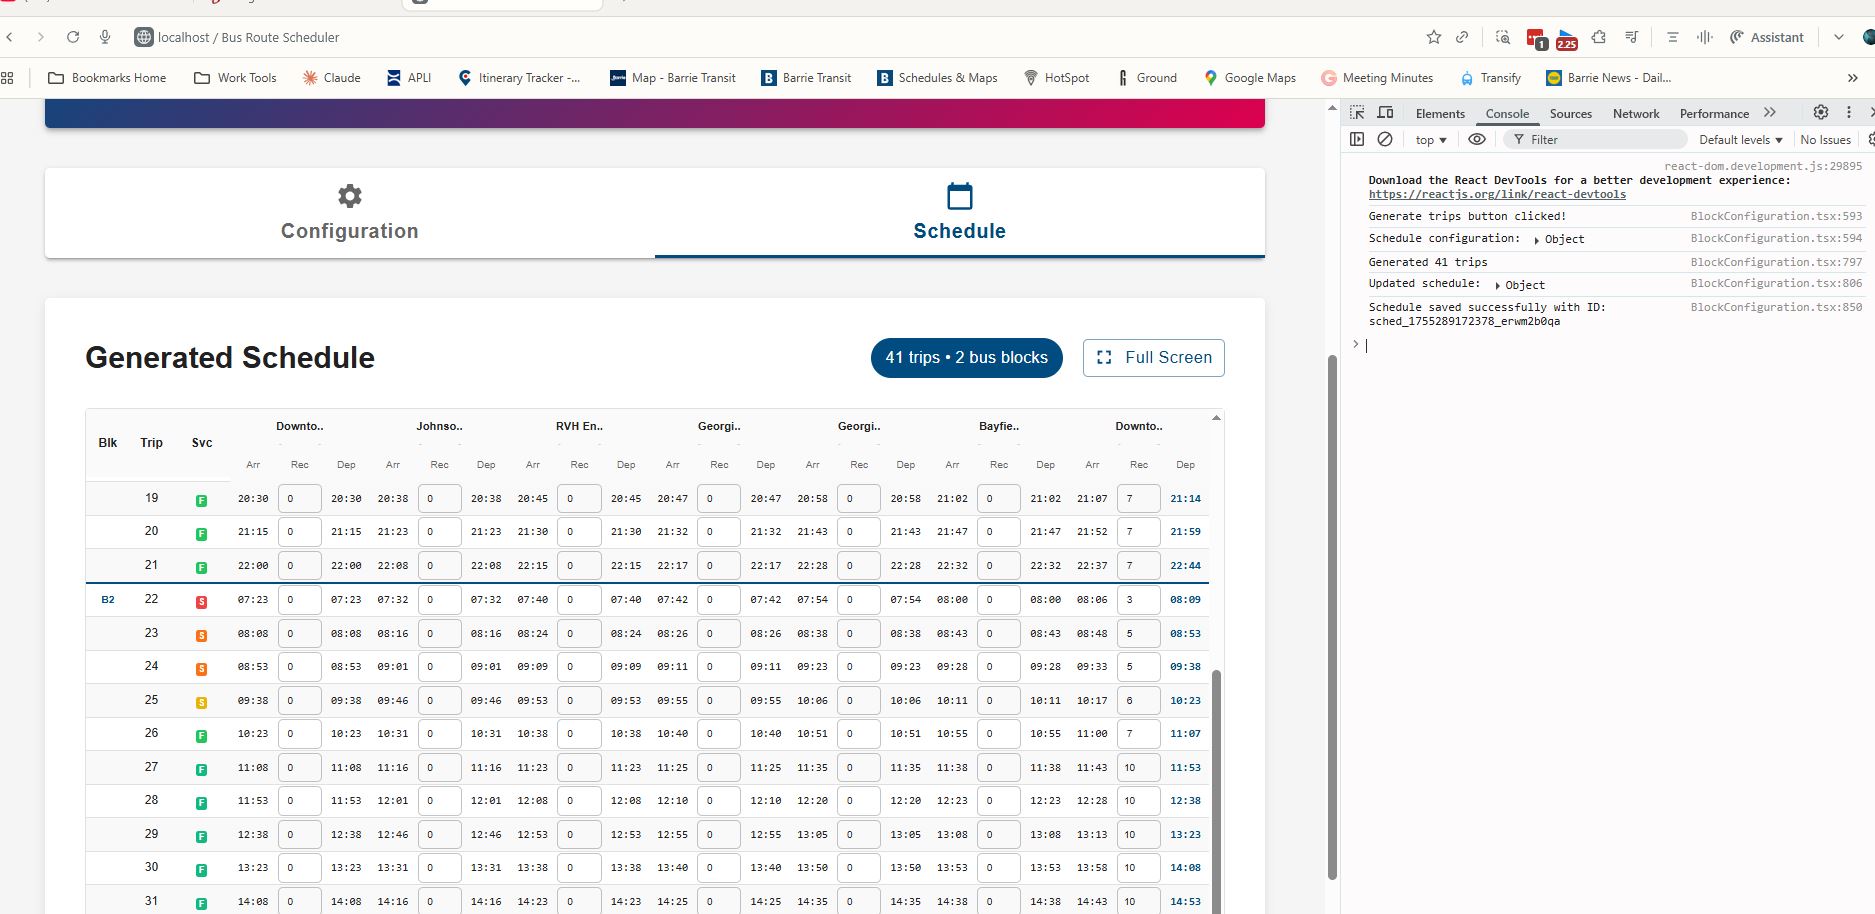 localhost / Bus Route Scheduler
1
2.25
Assistant
Bookmarks Home Work Tools Claude APLI Itinerary Tracker -... Map - Barrie Transit Barrie Transit Schedules & Maps HotSpot Ground Google Maps Meeting Minutes Transify Barrie News - Dail...
Configuration
Schedule
Generated Schedule
41 trips • 2 bus blocks
Full Screen
Blk Trip Svc Downto.. Johnso.. RVH En.. Georgi.. Georgi.. Bayfie.. Downto..
- - - - - - - - - - - - - -
Arr Rec Dep Arr Rec Dep Arr Rec Dep Arr Rec Dep Arr Rec Dep Arr Rec Dep Arr Rec Dep
19 F 20:30 0 20:30 20:38 0 20:38 20:45 0 20:45 20:47 0 20:47 20:58 0 20:58 21:02 0 21:02 21:07 7 21:14
20 F 21:15 0 21:15 21:23 0 21:23 21:30 0 21:30 21:32 0 21:32 21:43 0 21:43 21:47 0 21:47 21:52 7 21:59
21 F 22:00 0 22:00 22:08 0 22:08 22:15 0 22:15 22:17 0 22:17 22:28 0 22:28 22:32 0 22:32 22:37 7 22:44
B2 22 S 07:23 0 07:23 07:32 0 07:32 07:40 0 07:40 07:42 0 07:42 07:54 0 07:54 08:00 0 08:00 08:06 3 08:09
23 S 08:08 0 08:08 08:16 0 08:16 08:24 0 08:24 08:26 0 08:26 08:38 0 08:38 08:43 0 08:43 08:48 5 08:53
24 S 08:53 0 08:53 09:01 0 09:01 09:09 0 09:09 09:11 0 09:11 09:23 0 09:23 09:28 0 09:28 09:33 5 09:38
25 S 09:38 0 09:38 09:46 0 09:46 09:53 0 09:53 09:55 0 09:55 10:06 0 10:06 10:11 0 10:11 10:17 6 10:23
26 F 10:23 0 10:23 10:31 0 10:31 10:38 0 10:38 10:40 0 10:40 10:51 0 10:51 10:55 0 10:55 11:00 7 11:07
27 F 11:08 0 11:08 11:16 0 11:16 11:23 0 11:23 11:25 0 11:25 11:35 0 11:35 11:38 0 11:38 11:43 10 11:53
28 F 11:53 0 11:53 12:01 0 12:01 12:08 0 12:08 12:10 0 12:10 12:20 0 12:20 12:23 0 12:23 12:28 10 12:38
29 F 12:38 0 12:38 12:46 0 12:46 12:53 0 12:53 12:55 0 12:55 13:05 0 13:05 13:08 0 13:08 13:13 10 13:23
30 F 13:23 0 13:23 13:31 0 13:31 13:38 0 13:38 13:40 0 13:40 13:50 0 13:50 13:53 0 13:53 13:58 10 14:08
31 F 14:08 0 14:08 14:16 0 14:16 14:23 0 14:23 14:25 0 14:25 14:35 0 14:35 14:38 0 14:38 14:43 10 14:53
Elements Console Sources Network Performance
top Filter Default levels No Issues
react-dom.development.js:29895
Download the React DevTools for a better development experience:
https://reactjs.org/link/react-devtools
Generate trips button clicked! BlockConfiguration.tsx:593
Schedule configuration: Object BlockConfiguration.tsx:594
Generated 41 trips BlockConfiguration.tsx:797
Updated schedule: Object BlockConfiguration.tsx:806
Schedule saved successfully with ID: BlockConfiguration.tsx:850
sched_1755289172378_erwm2b0qa